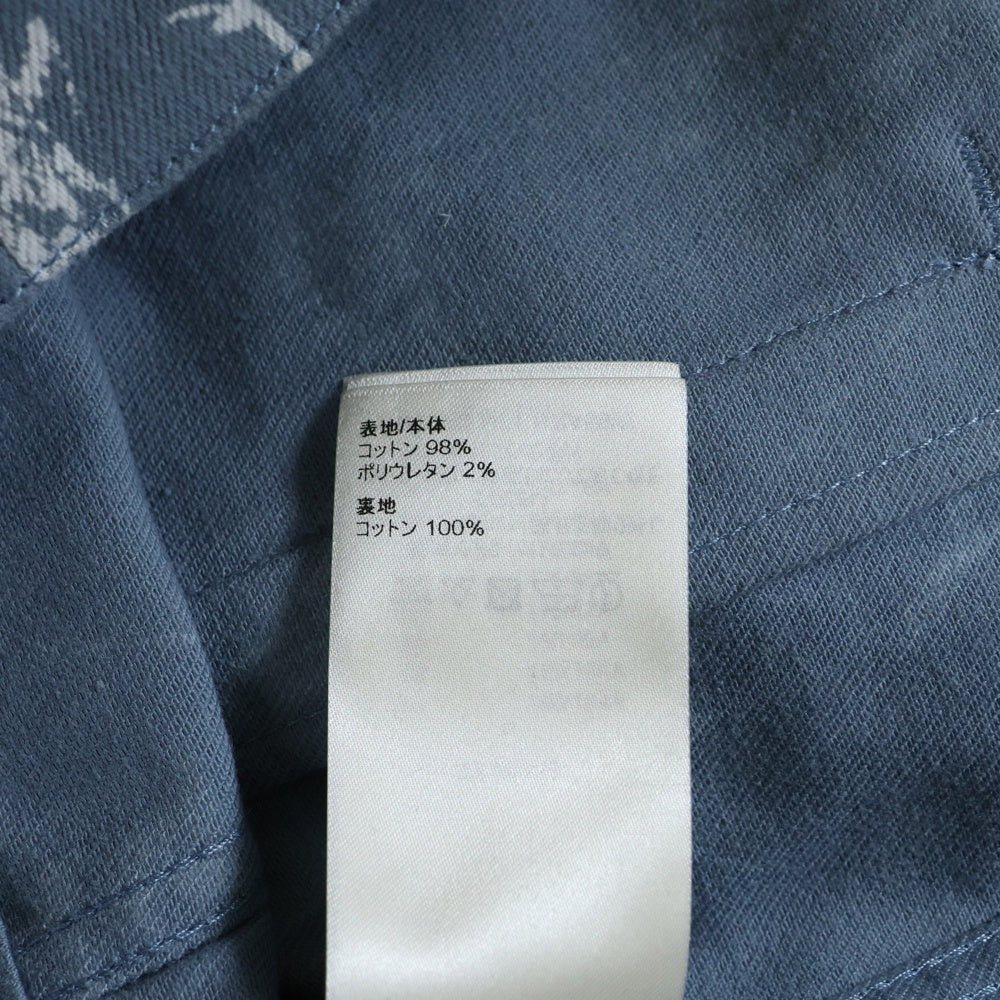 表地/本体
コットン 98%
ポリウレタン 2%
裏地
コットン 100%